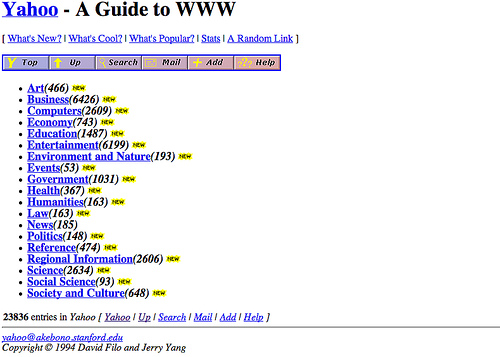 Yahoo - A Guide to WWW
[ What's New? | What's Cool? | What's Popular? | Stats | A Random Link ]
Top Up Search Mail Add Help
Art(466) NEW
Business(6426) NEW
Computers(2609) NEW
Economy(743) NEW
Education(1487) NEW
Entertainment(6199) NEW
Environment and Nature(193) NEW
Events(53) NEW
Government(1031) NEW
Health(367) NEW
Humanities(163) NEW
Law(163) NEW
News(185)
Politics(148) NEW
Reference(474) NEW
Regional Information(2606) NEW
Science(2634) NEW
Social Science(93) NEW
Society and Culture(648) NEW
23836 entries in Yahoo [ Yahoo | Up | Search | Mail | Add | Help ]
yahoo@akebono.stanford.edu
Copyright © 1994 David Filo and Jerry Yang